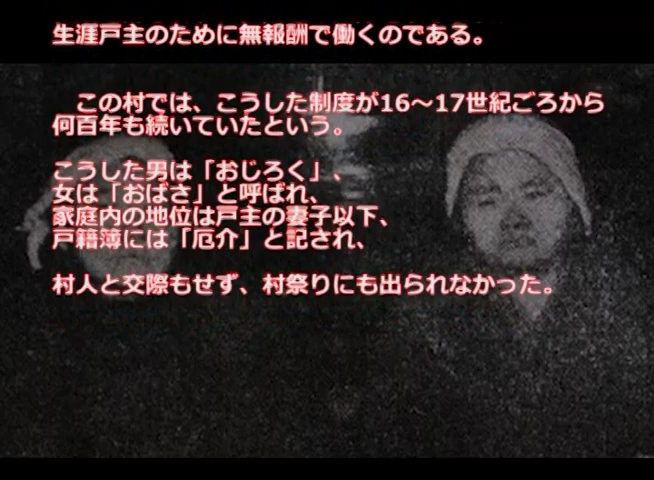 生涯戸主のために無報酬で働くのである。
　この村では、こうした制度が16～17世紀ごろから
何百年も続いていたという。
こうした男は「おじろく」、
女は「おばさ」と呼ばれ、
家庭内の地位は戸主の妻子以下、
戸籍簿には「厄介」と記され、
村人と交際もせず、村祭りにも出られなかった。